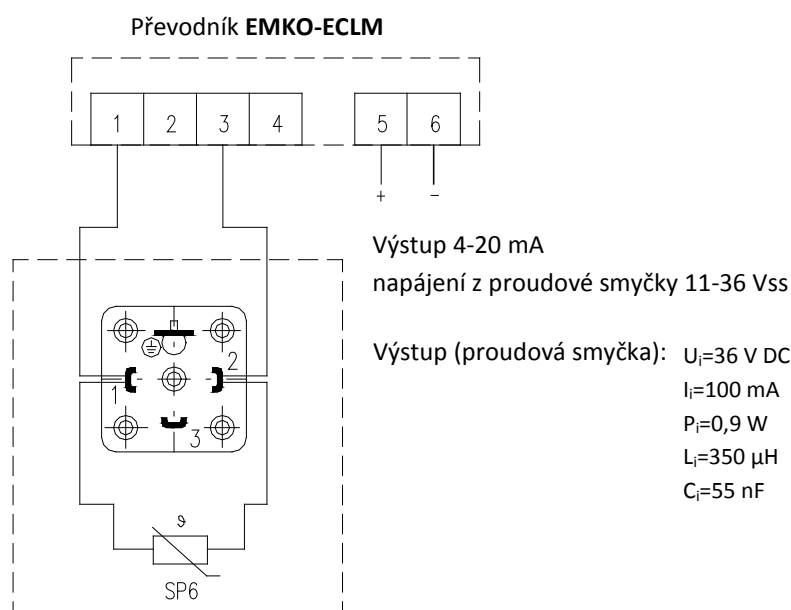 Převodník EMKO-ECLM
1 2 3 4 5 6
+ −
Výstup 4-20 mA
napájení z proudové smyčky 11-36 Vss
Výstup (proudová smyčka): Ui=36 V DC
Ii=100 mA
Pi=0,9 W
Li=350 µH
Ci=55 nF
2
1
3
ϑ
SP6